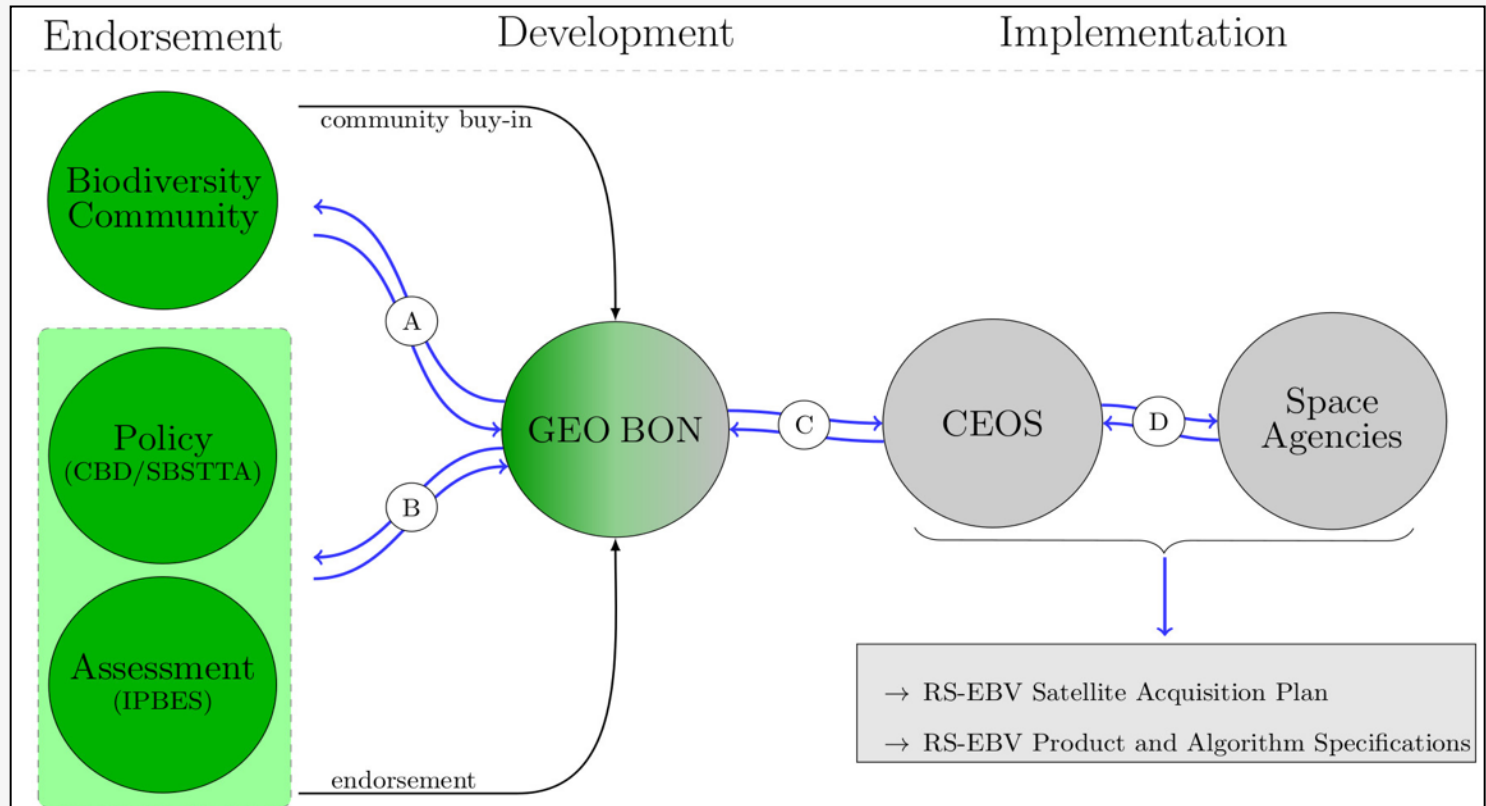 Endorsement
Development
Implementation
community buy-in
Biodiversity
Community
A
Policy
(CBD/SBSTTA)
GEO BON
C
CEOS
D
Space
Agencies
B
Assessment
(IPBES)
→ RS-EBV Satellite Acquisition Plan
→ RS-EBV Product and Algorithm Specifications
endorsement